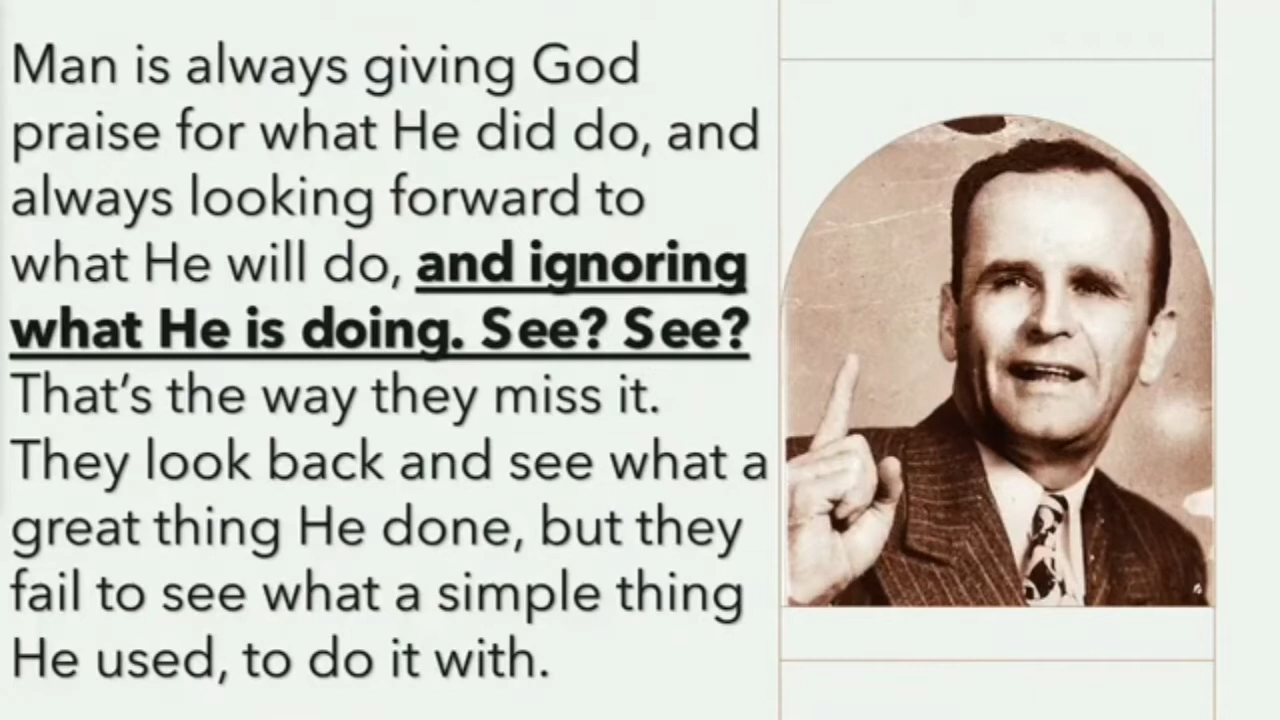 Man is always giving God
praise for what He did do, and
always looking forward to
what He will do, and ignoring
what He is doing. See? See?
That’s the way they miss it.
They look back and see what a
great thing He done, but they
fail to see what a simple thing
He used, to do it with.